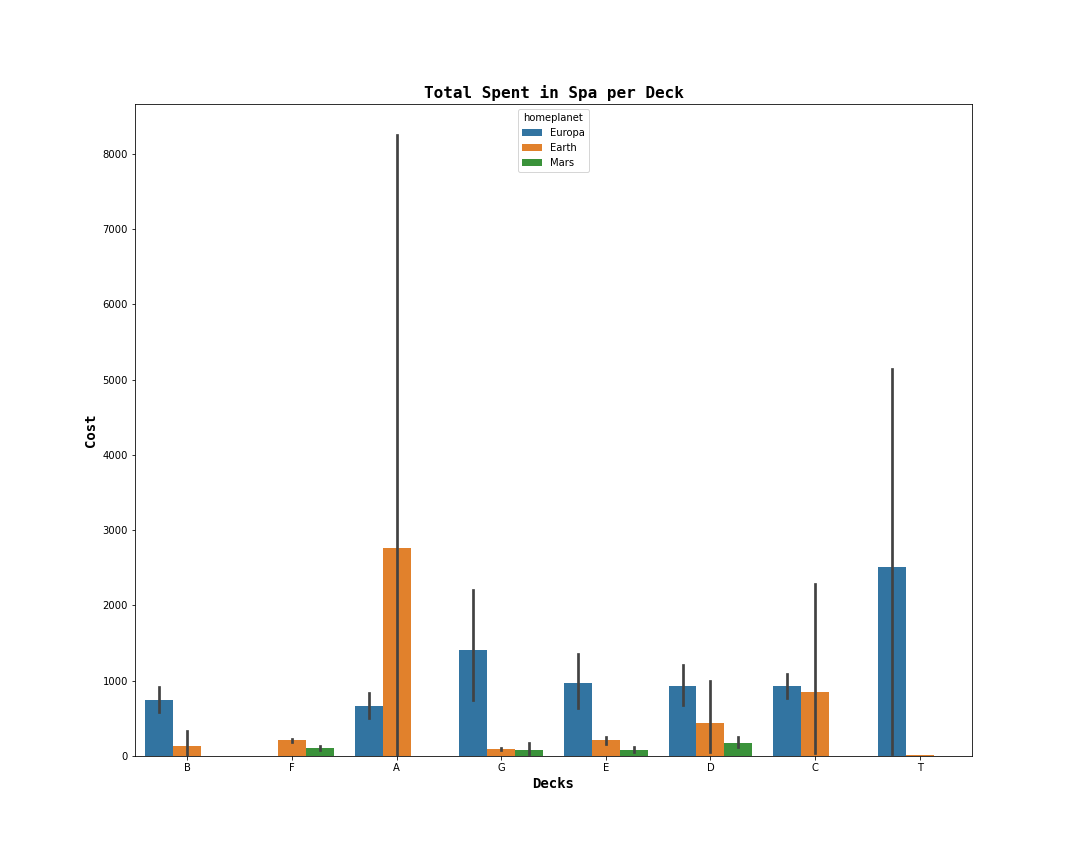 Total Spent in Spa per Deck
homeplanet
Europa
Earth
Mars
8000
7000
6000
5000
4000
3000
2000
1000
0
Cost
B F A G E D C T
Decks